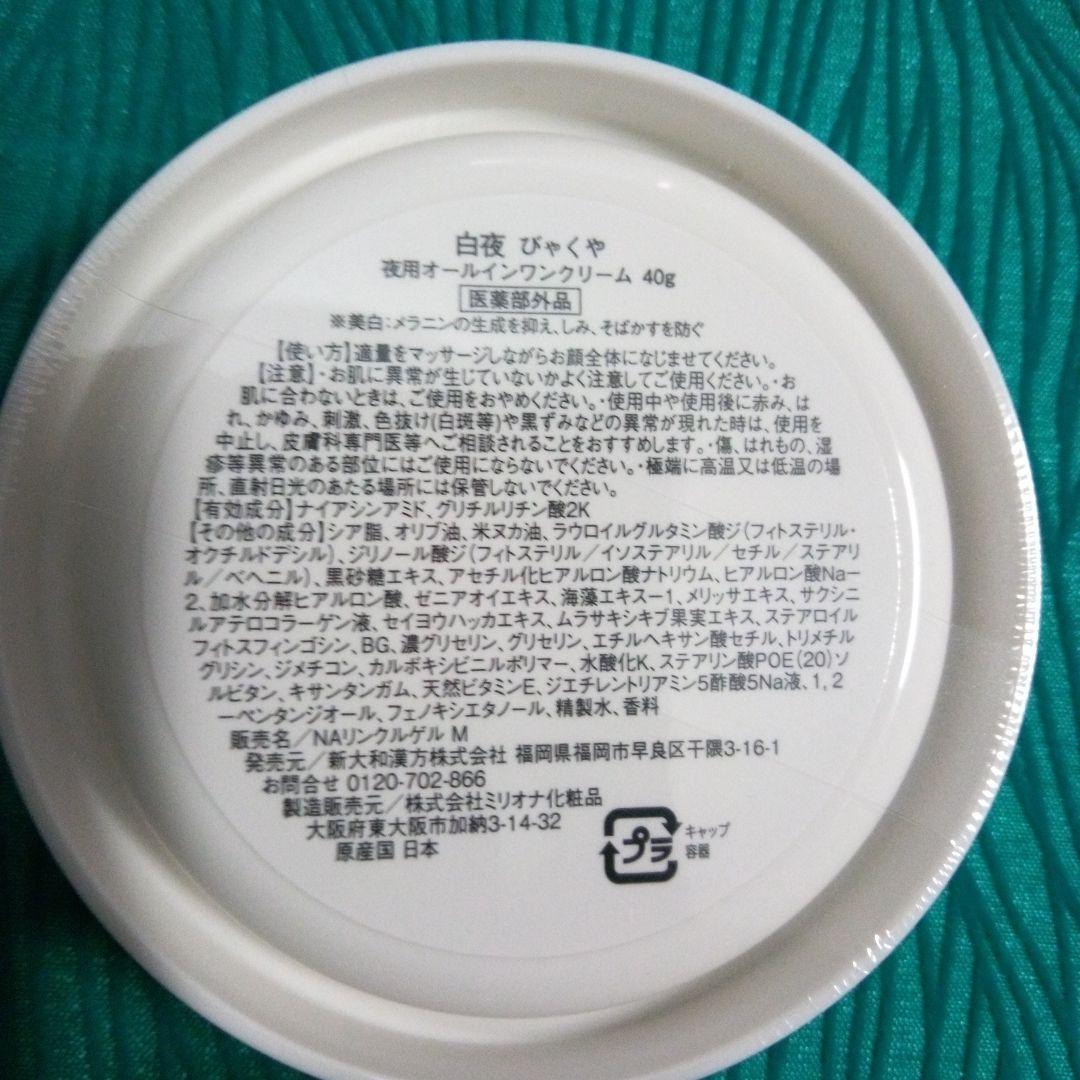 白夜 びゃくや
夜用オールインワンクリーム 40g
医薬部外品
※美白:メラニンの生成を抑え、しみ、そばかすを防ぐ
【使い方】適量をマッサージしながらお顔全体になじませてください。
【注意】・お肌に異常が生じていないかよく注意してご使用ください。・お
肌に合わないときは、ご使用をおやめください。・使用中や使用後に赤み、は
れ、かゆみ、刺激、色抜け(白斑等)や黒ずみなどの異常が現れた時は、使用を
中止し、皮膚科専門医等へご相談されることをおすすめします。・傷、はれもの、湿
疹等異常のある部位にはご使用にならないでください。・極端に高温又は低温の場
所、直射日光のあたる場所には保管しないでください。
【有効成分】ナイアシンアミド、グリチルリチン酸2K
【その他の成分】シア脂、オリブ油、米ヌカ油、ラウロイルグルタミン酸ジ(フィトステリル・
オクチルドデシル)、ジリノール酸ジ(フィトステリル/イソステアリル/セチル/ステアリ
ル/ベヘニル)、黒砂糖エキス、アセチル化ヒアルロン酸ナトリウム、ヒアルロン酸Na-
2、加水分解ヒアルロン酸、ゼニアオイエキス、海藻エキス-1、メリッサエキス、サクシニ
ルアテロコラーゲン液、セイヨウハッカエキス、ムラサキシキブ果実エキス、ステアロイル
フィトスフィンゴシン、BG、濃グリセリン、グリセリン、エチルヘキサン酸セチル、トリメチル
グリシン、ジメチコン、カルボキシビニルポリマー、水酸化K、ステアリン酸POE(20)ソ
ルビタン、キサンタンガム、天然ビタミンE、ジエチレントリアミン5酢酸5Na液、1, 2
-ペンタンジオール、フェノキシエタノール、精製水、香料
販売名/NAリンクルゲル M
発売元/新大和漢方株式会社 福岡県福岡市早良区干隈3-16-1
お問合せ 0120-702-866
製造販売元/株式会社ミリオナ化粧品
大阪府東大阪市加納3-14-32
原産国 日本
プラ
キャップ
容器